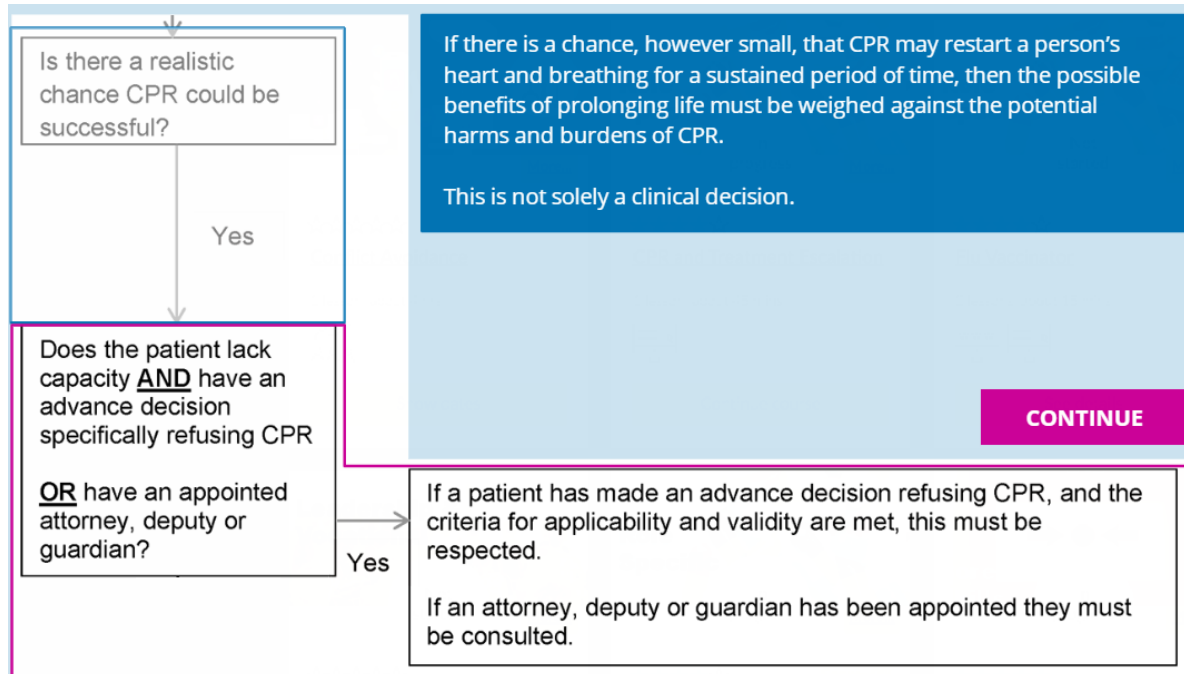 Is there a realistic
chance CPR could be
successful?
If there is a chance, however small, that CPR may restart a person's
heart and breathing for a sustained period of time, then the possible
benefits of prolonging life must be weighed against the potential
harms and burdens of CPR.
This is not solely a clinical decision.
Yes
Does the patient lack
capacity AND have an
advance decision
specifically refusing CPR
OR have an appointed
attorney, deputy or
guardian?
CONTINUE
Yes
If a patient has made an advance decision refusing CPR, and the
criteria for applicability and validity are met, this must be
respected.
If an attorney, deputy or guardian has been appointed they must
be consulted.